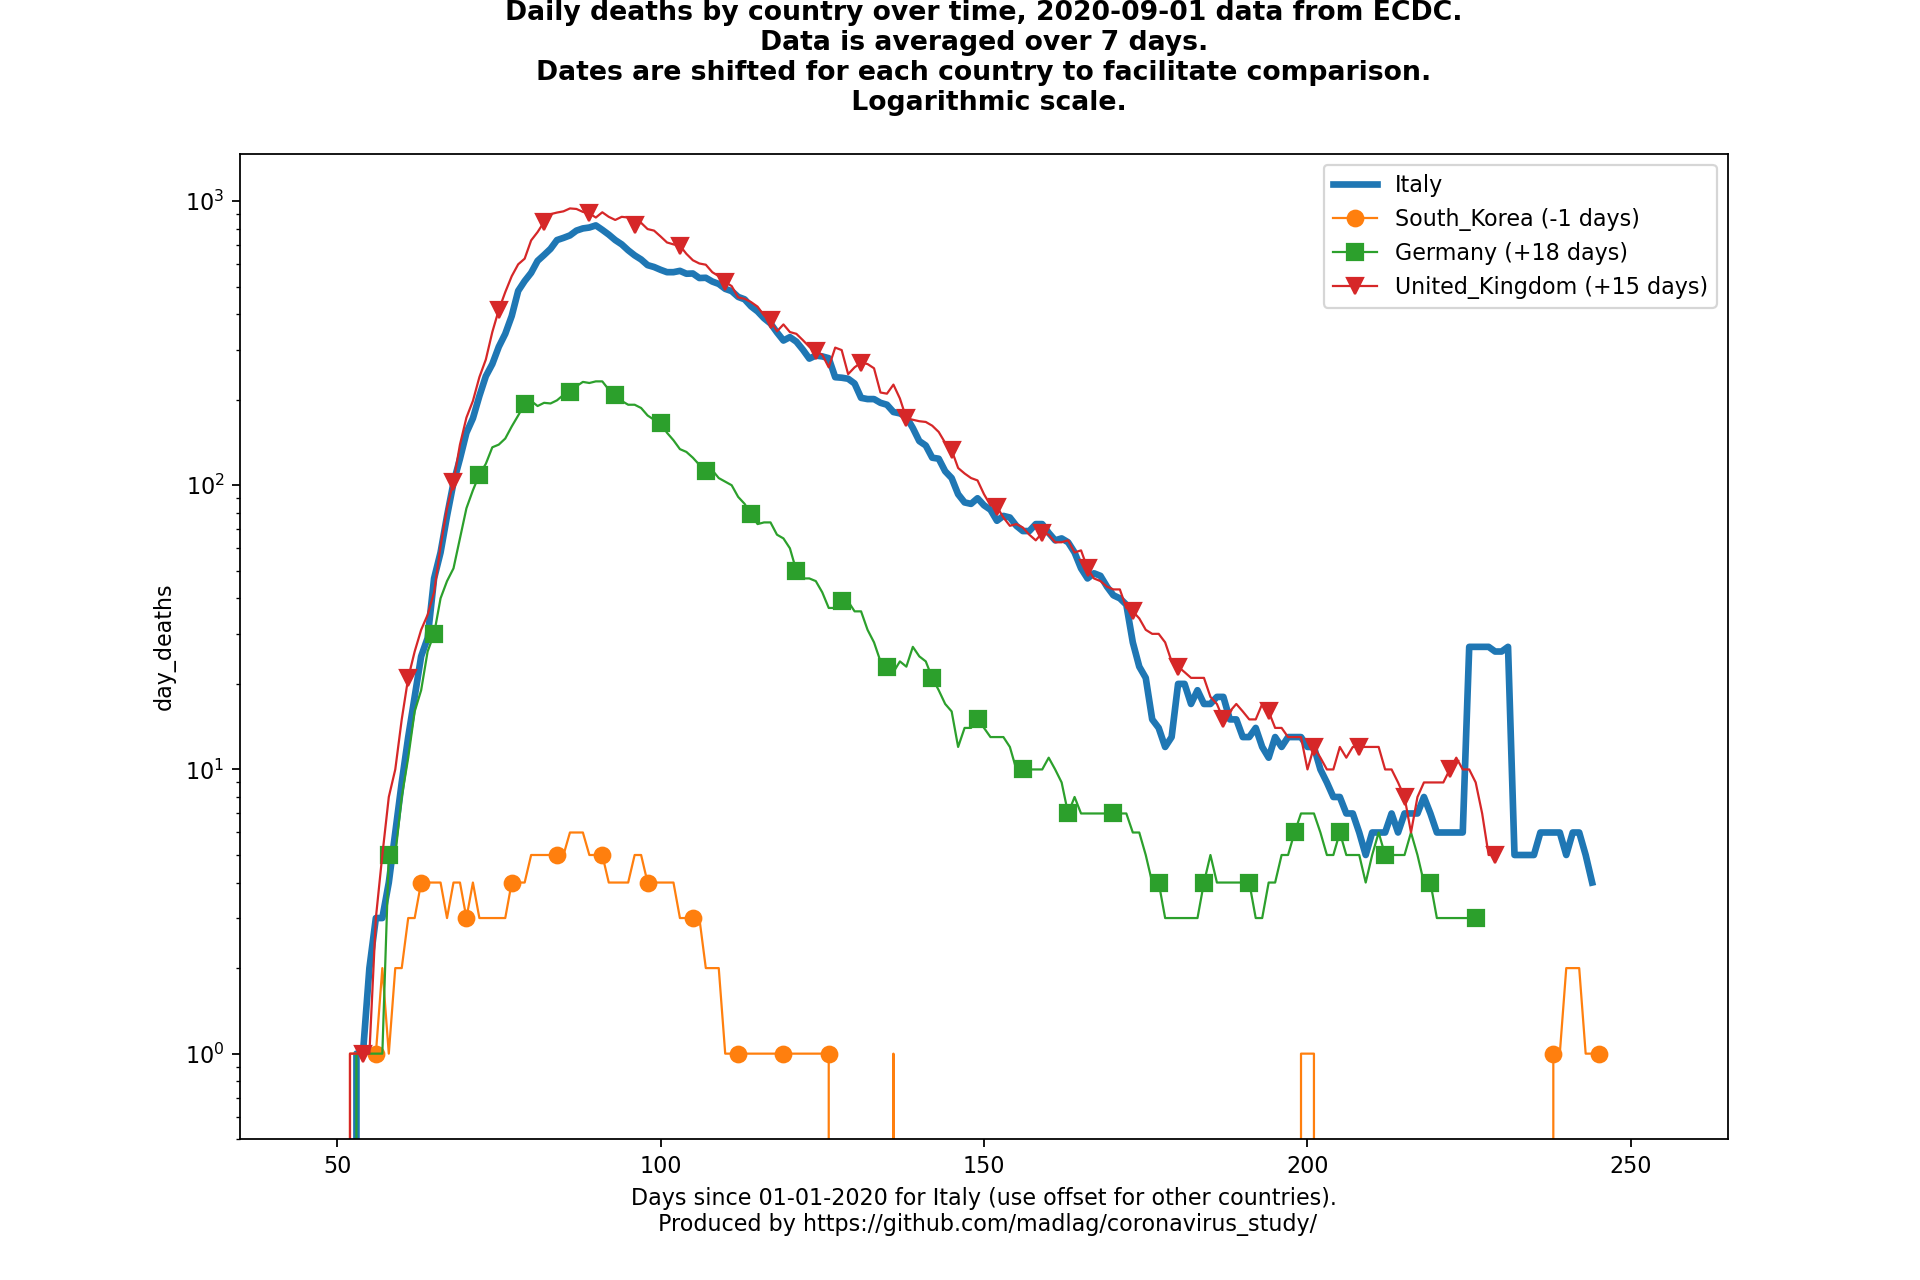 Daily deaths by country over time, 2020-09-01 data from ECDC.
Data is averaged over 7 days.
Dates are shifted for each country to facilitate comparison.
Logarithmic scale.
Italy
South_Korea (-1 days)
Germany (+18 days)
United_Kingdom (+15 days)
10³
10²
10¹
10⁰
day_deaths
50 100 150 200 250
Days since 01-01-2020 for Italy (use offset for other countries).
Produced by https://github.com/madlag/coronavirus_study/